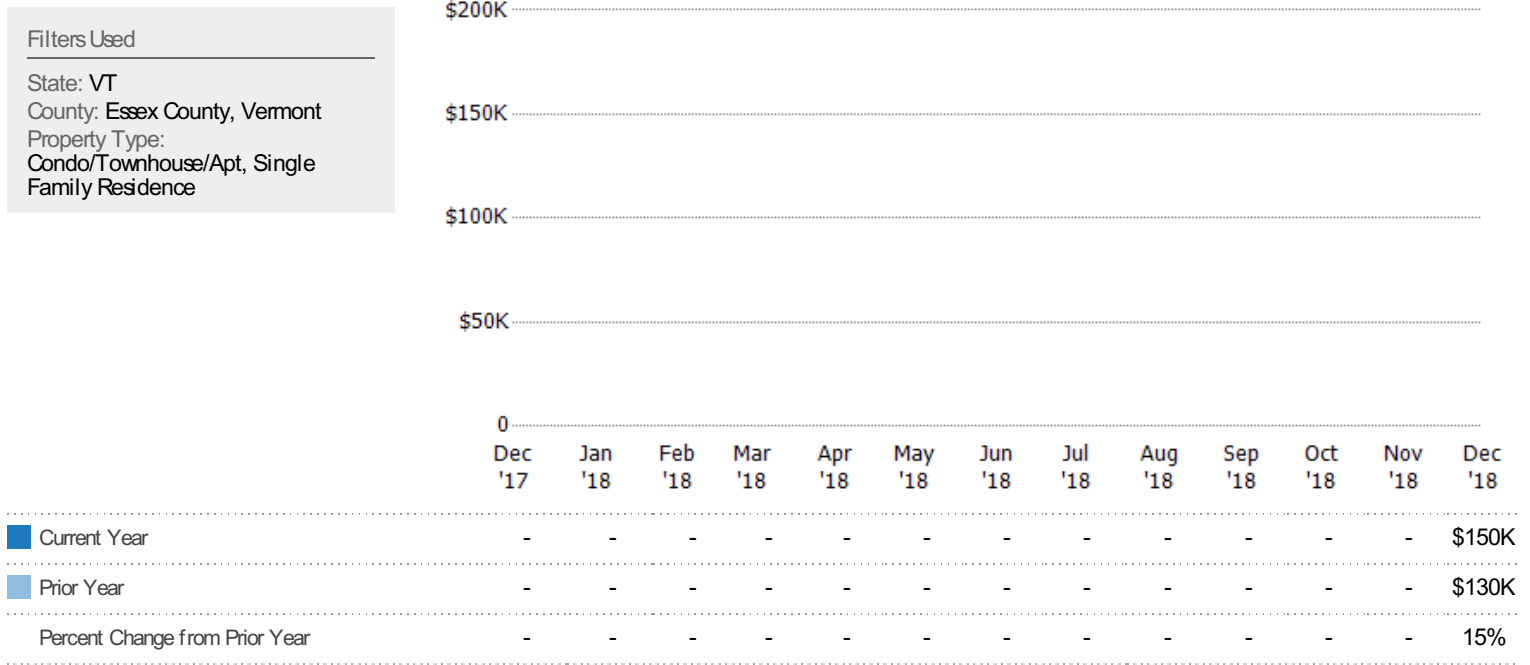 Filters Used
State: VT
County: Essex County, Vermont
Property Type:
Condo/Townhouse/Apt, Single
Family Residence
$200K
$150K
$100K
$50K
0
Dec Jan Feb Mar Apr May Jun Jul Aug Sep Oct Nov Dec
'17 '18 '18 '18 '18 '18 '18 '18 '18 '18 '18 '18 '18
Current Year - - - - - - - - - - - - $150K
Prior Year - - - - - - - - - - - - $130K
Percent Change from Prior Year - - - - - - - - - - - - 15%